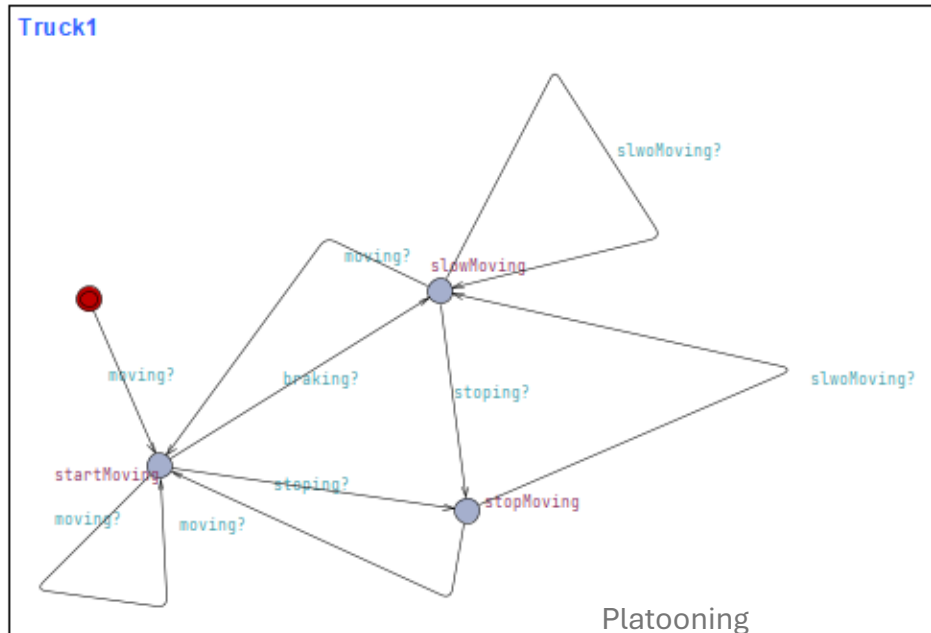 Truck1
slwoMoving?
moving?
slowMoving
moving?
braking?
stoping?
slwoMoving?
startMoving
stoping?
stopMoving
moving?
moving?
Platooning